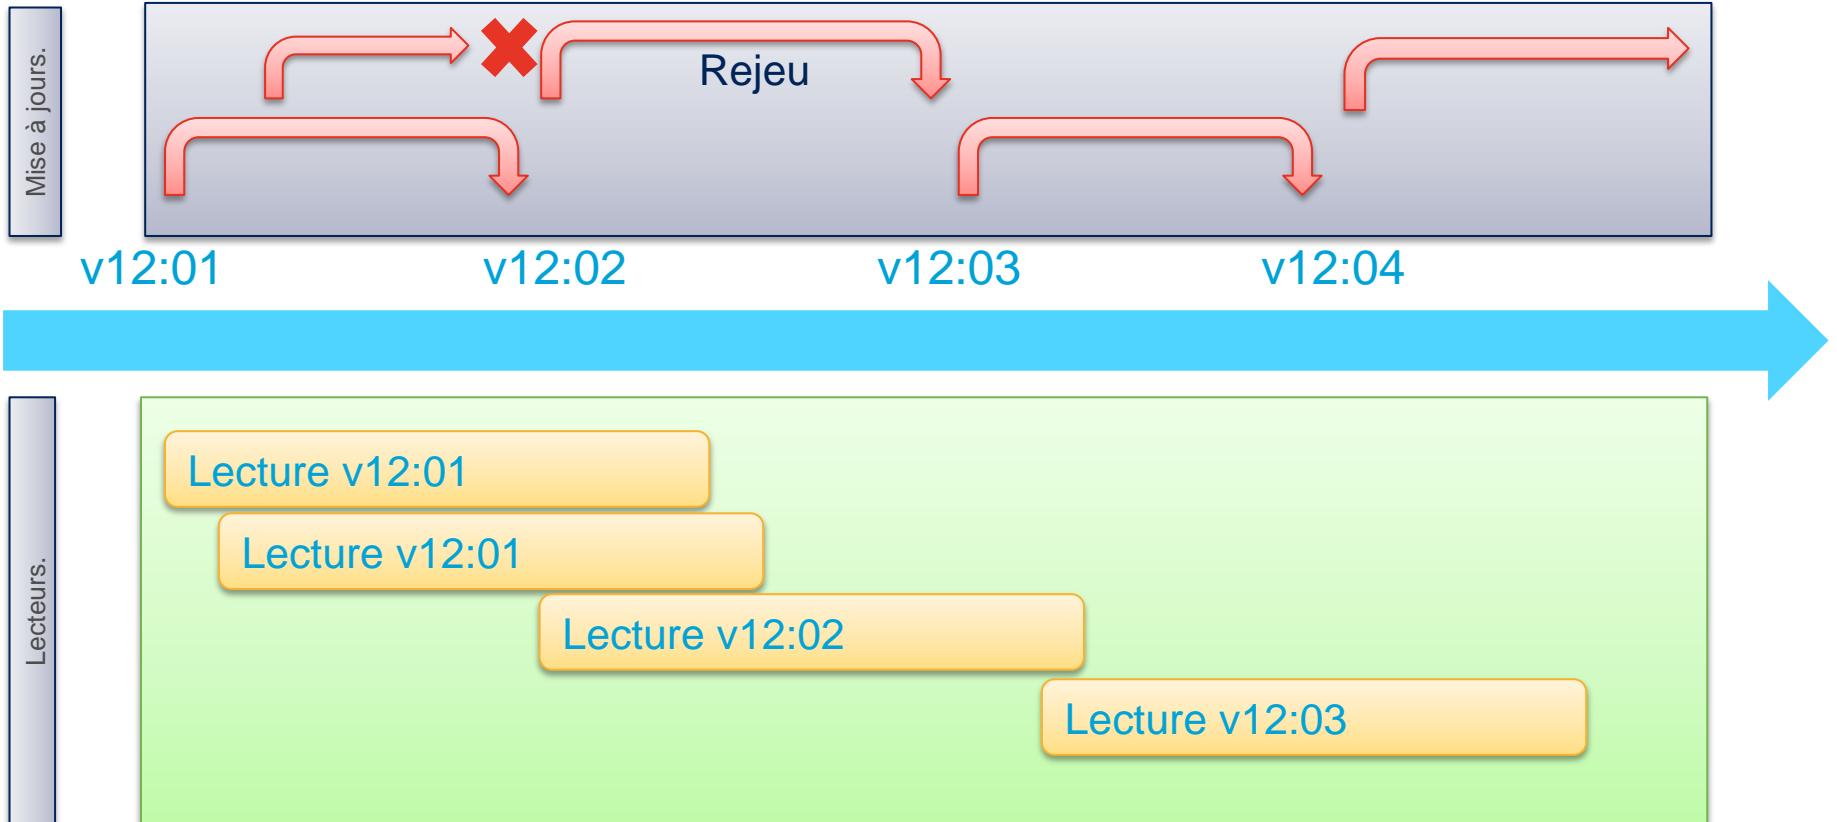 Mise à jours.
Rejeu
v12:01
v12:02
v12:03
v12:04
Lecteurs.
Lecture v12:01
Lecture v12:01
Lecture v12:02
Lecture v12:03